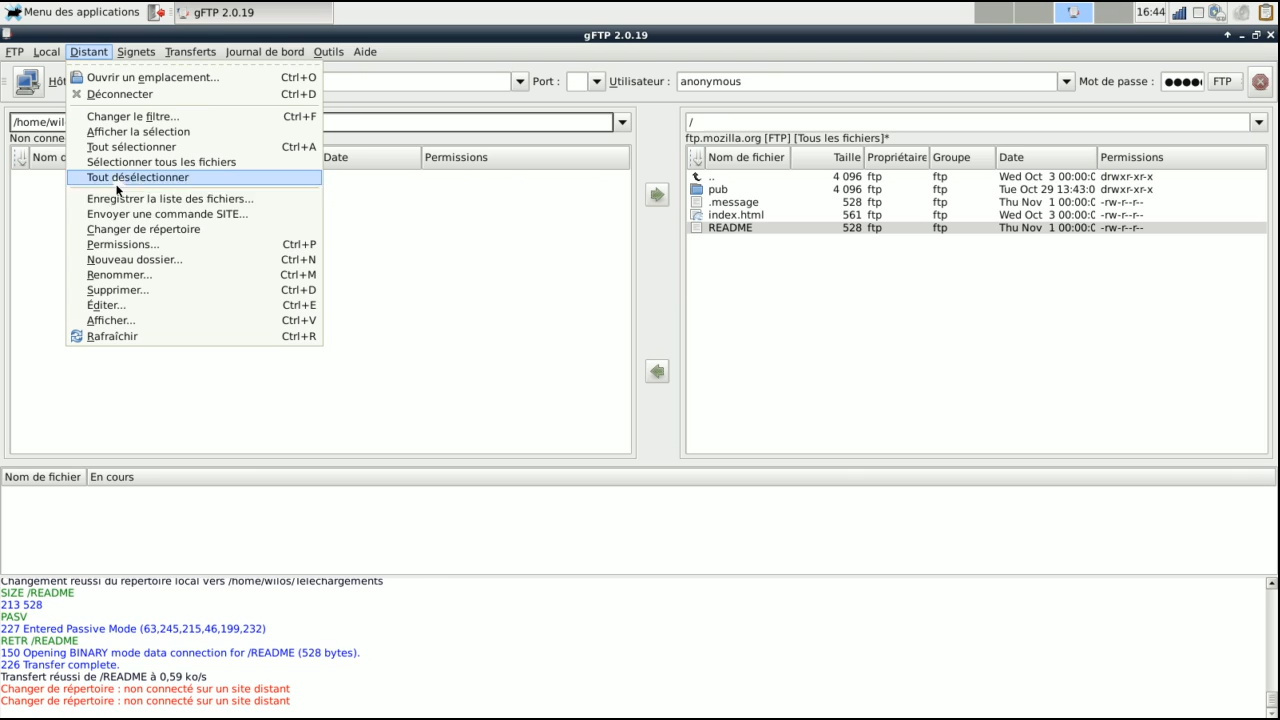 Menu des applications
gFTP 2.0.19
16:44
gFTP 2.0.19
FTP Local Distant Signets Transferts Journal de bord Outils Aide
Port : Utilisateur : anonymous Mot de passe : FTP
Ouvrir un emplacement... Ctrl+O
Déconnecter Ctrl+D
Changer le filtre... Ctrl+F
Afficher la sélection
Tout sélectionner Ctrl+A
Sélectionner tous les fichiers
Tout désélectionner
Enregistrer la liste des fichiers...
Envoyer une commande SITE...
Changer de répertoire
Permissions... Ctrl+P
Nouveau dossier... Ctrl+N
Renommer... Ctrl+M
Supprimer... Ctrl+D
Éditer... Ctrl+E
Afficher... Ctrl+V
Rafraîchir Ctrl+R
Date Permissions
/
ftp.mozilla.org [FTP] [Tous les fichiers]*
Nom de fichier Taille Propriétaire Groupe Date Permissions
.. 4 096 ftp ftp Wed Oct 3 00:00:0 drwxr-xr-x
pub 4 096 ftp ftp Tue Oct 29 13:43:0 drwxr-xr-x
.message 528 ftp ftp Thu Nov 1 00:00:0 -rw-r--r--
index.html 561 ftp ftp Wed Oct 3 00:00:0 -rw-r--r--
README 528 ftp ftp Thu Nov 1 00:00:0 -rw-r--r--
Nom de fichier En cours
Changement réussi du répertoire local vers /home/wilos/Téléchargements
SIZE /README
213 528
PASV
227 Entered Passive Mode (63,245,215,46,199,232)
RETR /README
150 Opening BINARY mode data connection for /README (528 bytes).
226 Transfer complete.
Transfert réussi de /README à 0,59 ko/s
Changer de répertoire : non connecté sur un site distant
Changer de répertoire : non connecté sur un site distant